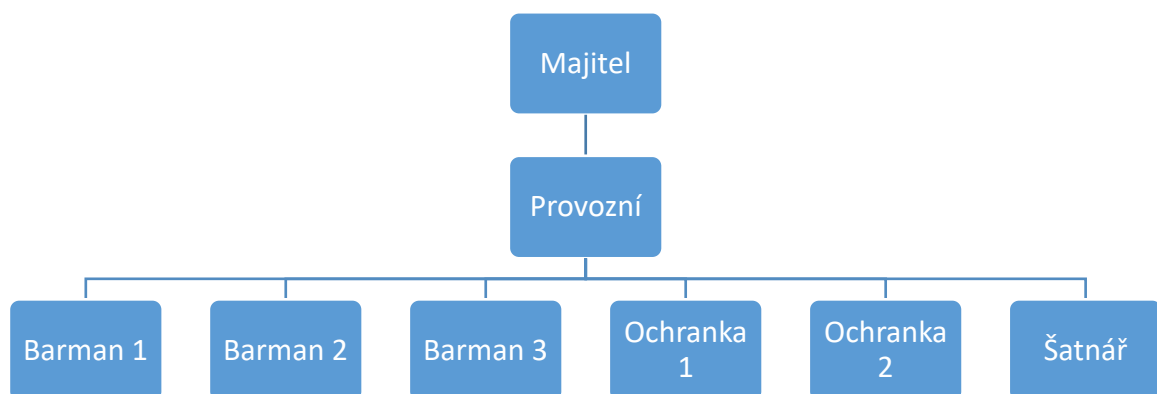 Majitel
Provozní
Barman 1
Barman 2
Barman 3
Ochranka
1
Ochranka
2
Šatnář